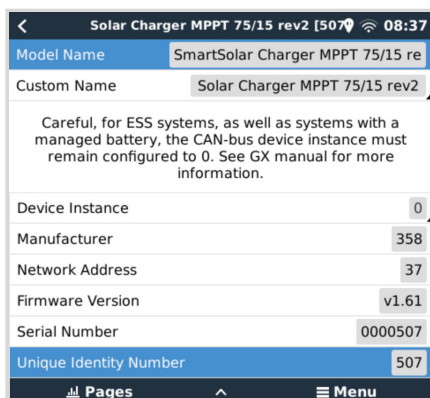 Solar Charger MPPT 75/15 rev2 [507 08:37
Model Name SmartSolar Charger MPPT 75/15 re
Custom Name Solar Charger MPPT 75/15 rev2
Careful, for ESS systems, as well as systems with a
managed battery, the CAN-bus device instance must
remain configured to 0. See GX manual for more
information.
Device Instance 0
Manufacturer 358
Network Address 37
Firmware Version v1.61
Serial Number 0000507
Unique Identity Number 507
Pages Menu